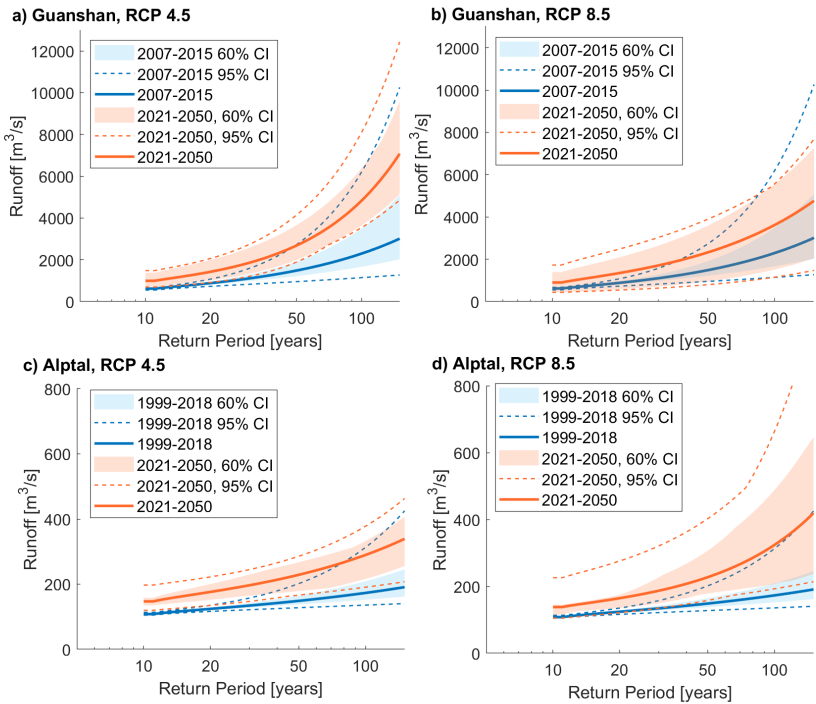 a) Guanshan, RCP 4.5
12000
10000
8000
6000
4000
2000
0
Runoff [m³/s]
2007-2015 60% CI
2007-2015 95% CI
2007-2015
2021-2050, 60% CI
2021-2050, 95% CI
2021-2050
10 20 50 100
Return Period [years]
b) Guanshan, RCP 8.5
12000
10000
8000
6000
4000
2000
0
Runoff [m³/s]
2007-2015 60% CI
2007-2015 95% CI
2007-2015
2021-2050, 60% CI
2021-2050, 95% CI
2021-2050
10 20 50 100
Return Period [years]
c) Alptal, RCP 4.5
800
600
400
200
0
Runoff [m³/s]
1999-2018 60% CI
1999-2018 95% CI
1999-2018
2021-2050, 60% CI
2021-2050, 95% CI
2021-2050
10 20 50 100
Return Period [years]
d) Alptal, RCP 8.5
800
600
400
200
0
Runoff [m³/s]
1999-2018 60% CI
1999-2018 95% CI
1999-2018
2021-2050, 60% CI
2021-2050, 95% CI
2021-2050
10 20 50 100
Return Period [years]